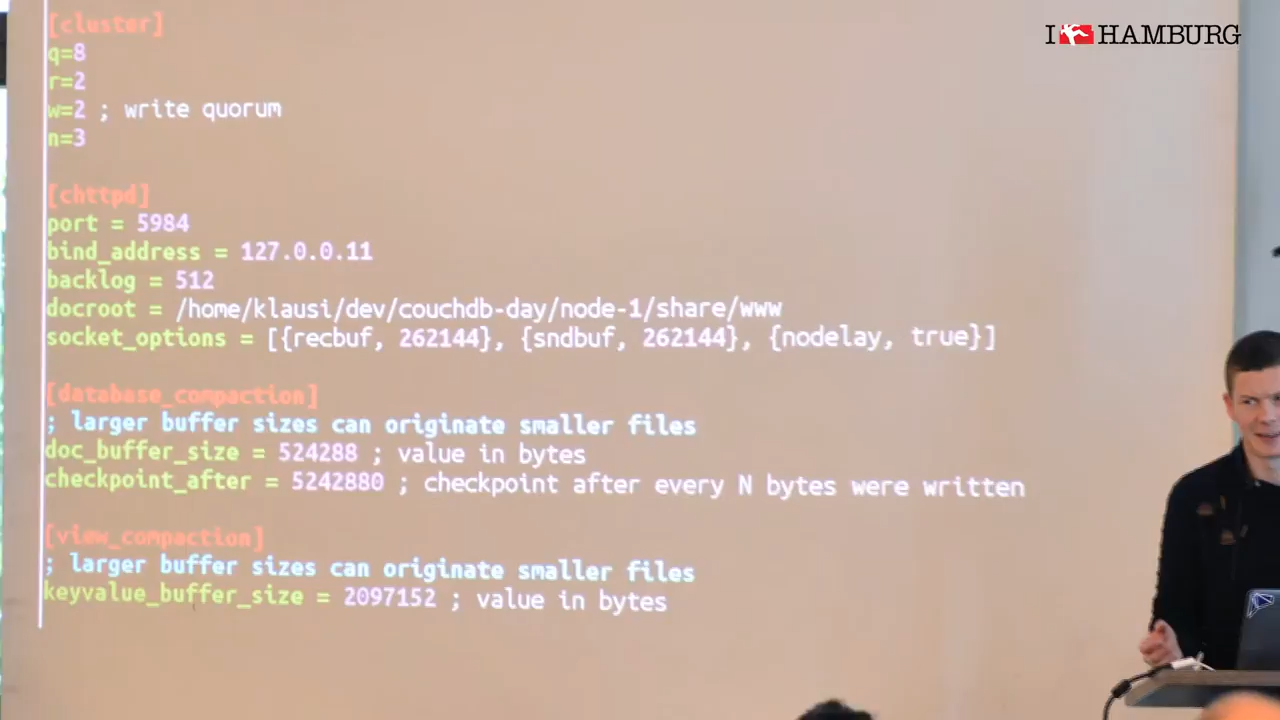 I HAMBURG
[cluster]
q=8
r=2
w=2 ; write quorum
n=3
[chttpd]
port = 5984
bind_address = 127.0.0.11
backlog = 512
docroot = /home/klausi/dev/couchdb-day/node-1/share/www
socket_options = [{recbuf, 262144}, {sndbuf, 262144}, {nodelay, true}]
[database_compaction]
; larger buffer sizes can originate smaller files
doc_buffer_size = 524288 ; value in bytes
checkpoint_after = 5242880 ; checkpoint after every N bytes were written
[view_compaction]
; larger buffer sizes can originate smaller files
keyvalue_buffer_size = 2097152 ; value in bytes